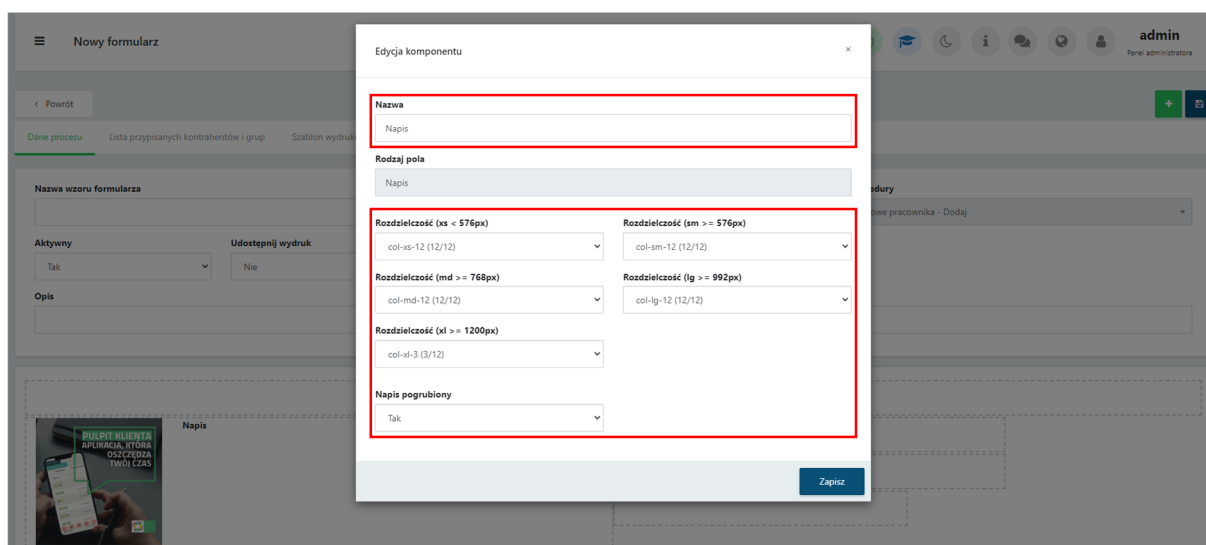 Nowy formularz
admin
Panel administratora
Powrót
Dane procesu Lista przypisanych kontrahentów i grup Szablon wydruk
Nazwa wzoru formularza
edury
owe pracownika - Dodaj
Aktywny Udostępnij wydruk
Tak Nie
Opis
Edycja komponentu ×
Nazwa
Napis
Rodzaj pola
Napis
Rozdzielczość (xs < 576px) Rozdzielczość (sm >= 576px)
col-xs-12 (12/12) col-sm-12 (12/12)
Rozdzielczość (md >= 768px) Rozdzielczość (lg >= 992px)
col-md-12 (12/12) col-lg-12 (12/12)
Rozdzielczość (xl >= 1200px)
col-xl-3 (3/12)
Napis pogrubiony
Tak
Zapisz
Napis
PULPIT KLIENTA
APLIKACJA, KTÓRA
OSZCZĘDZA
TWÓJ CZAS